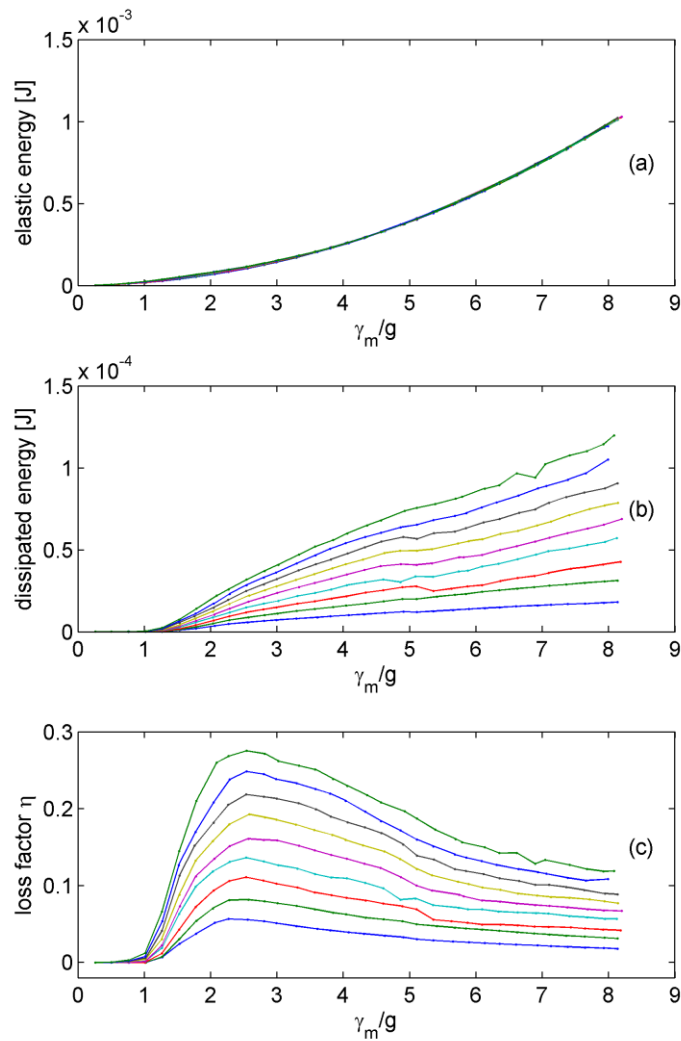 x 10^-3
1.5
1
0.5
0
elastic energy [J]
(a)
0 1 2 3 4 5 6 7 8 9
γ_m/g
x 10^-4
1.5
1
0.5
0
dissipated energy [J]
(b)
0 1 2 3 4 5 6 7 8 9
γ_m/g
0.3
0.2
0.1
0
loss factor η
(c)
0 1 2 3 4 5 6 7 8 9
γ_m/g